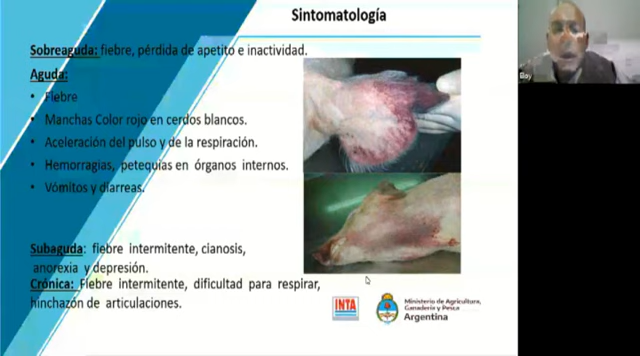 Sintomatología
Sobreaguda: fiebre, pérdida de apetito e inactividad.
Aguda:
• Fiebre
• Manchas Color rojo en cerdos blancos.
• Aceleración del pulso y de la respiración.
• Hemorragias, petequias en órganos internos.
• Vómitos y diarreas.
Subaguda: fiebre intermitente, cianosis,
anorexia y depresión.
Crónica: Fiebre intermitente, dificultad para respirar,
hinchazón de articulaciones.
INTA
Ministerio de Agricultura,
Ganadería y Pesca
Argentina